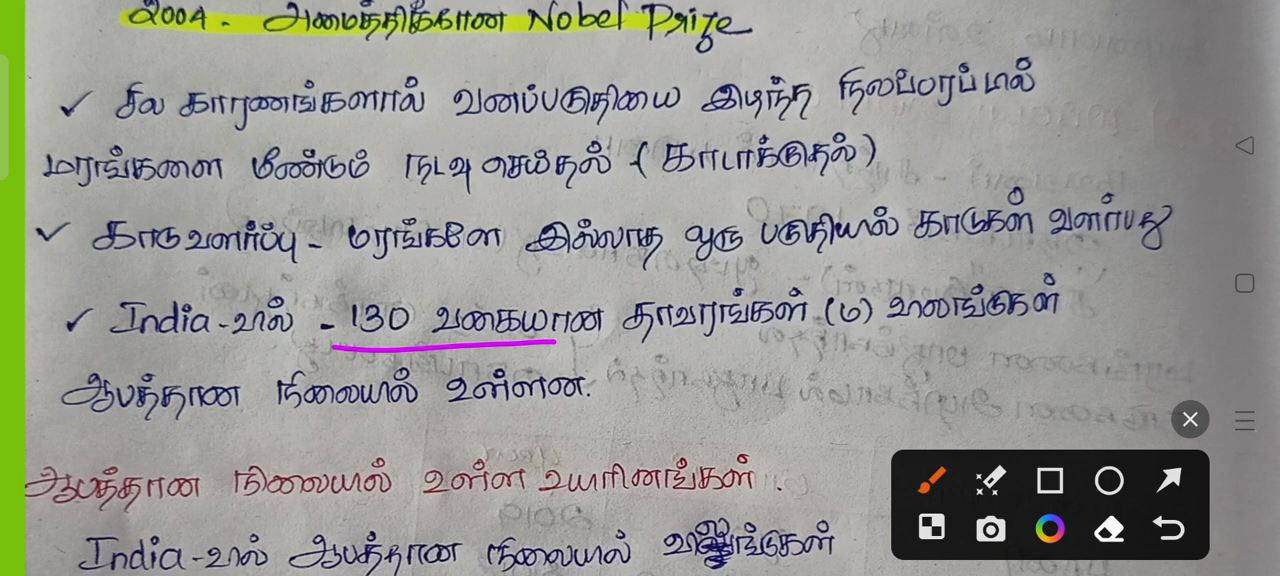 2004 - அமைத்திக்கான Nobel Prize
✓ சில காரணங்களால் வனப்பகுதியை இழந்த நிலப்பரப்பில்
மரங்களை மீண்டும் நடவு செய்தல் (காடாக்குதல்)
✓ காடுவளர்ப்பு - மரங்களே இல்லாத ஒரு பகுதியில் காடுகள் வளர்பது
✓ India-வில் - 130 வகையான தாவரங்கள் (ம) விலங்குகள்
ஆபத்தான நிலையில் உள்ளன.
ஆபத்தான நிலையில் உள்ள உயிரினங்கள்.
India-வில் ஆபத்தான நிலையில்